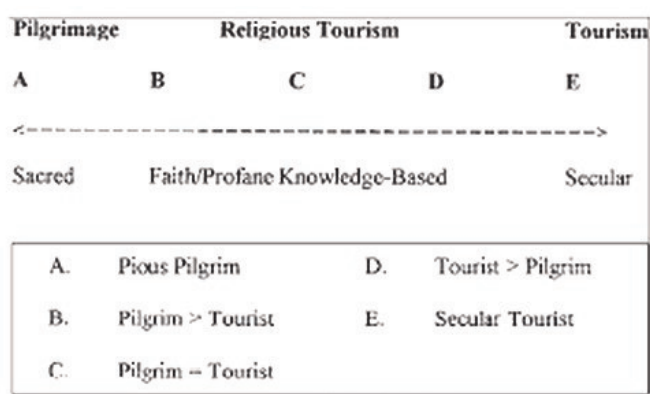 Pilgrimage Religious Tourism Tourism
A B C D E
Sacred Faith/Profane Knowledge-Based Secular
A. Pious Pilgrim D. Tourist > Pilgrim
B. Pilgrim > Tourist E. Secular Tourist
C. Pilgrim = Tourist